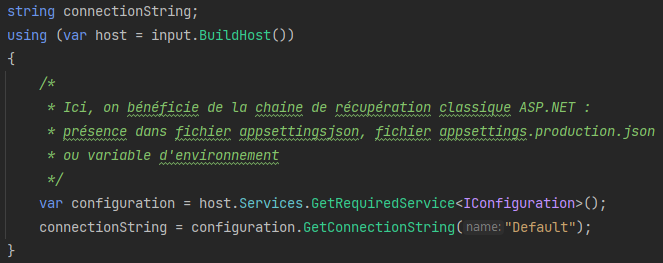 string connectionString;
using (var host = input.BuildHost())
{
/*
* Ici, on bénéficie de la chaine de récupération classique ASP.NET :
* présence dans fichier appsettingsjson, fichier appsettings.production.json
* ou variable d'environnement
*/
var configuration = host.Services.GetRequiredService<IConfiguration>();
connectionString = configuration.GetConnectionString( name: "Default");
}